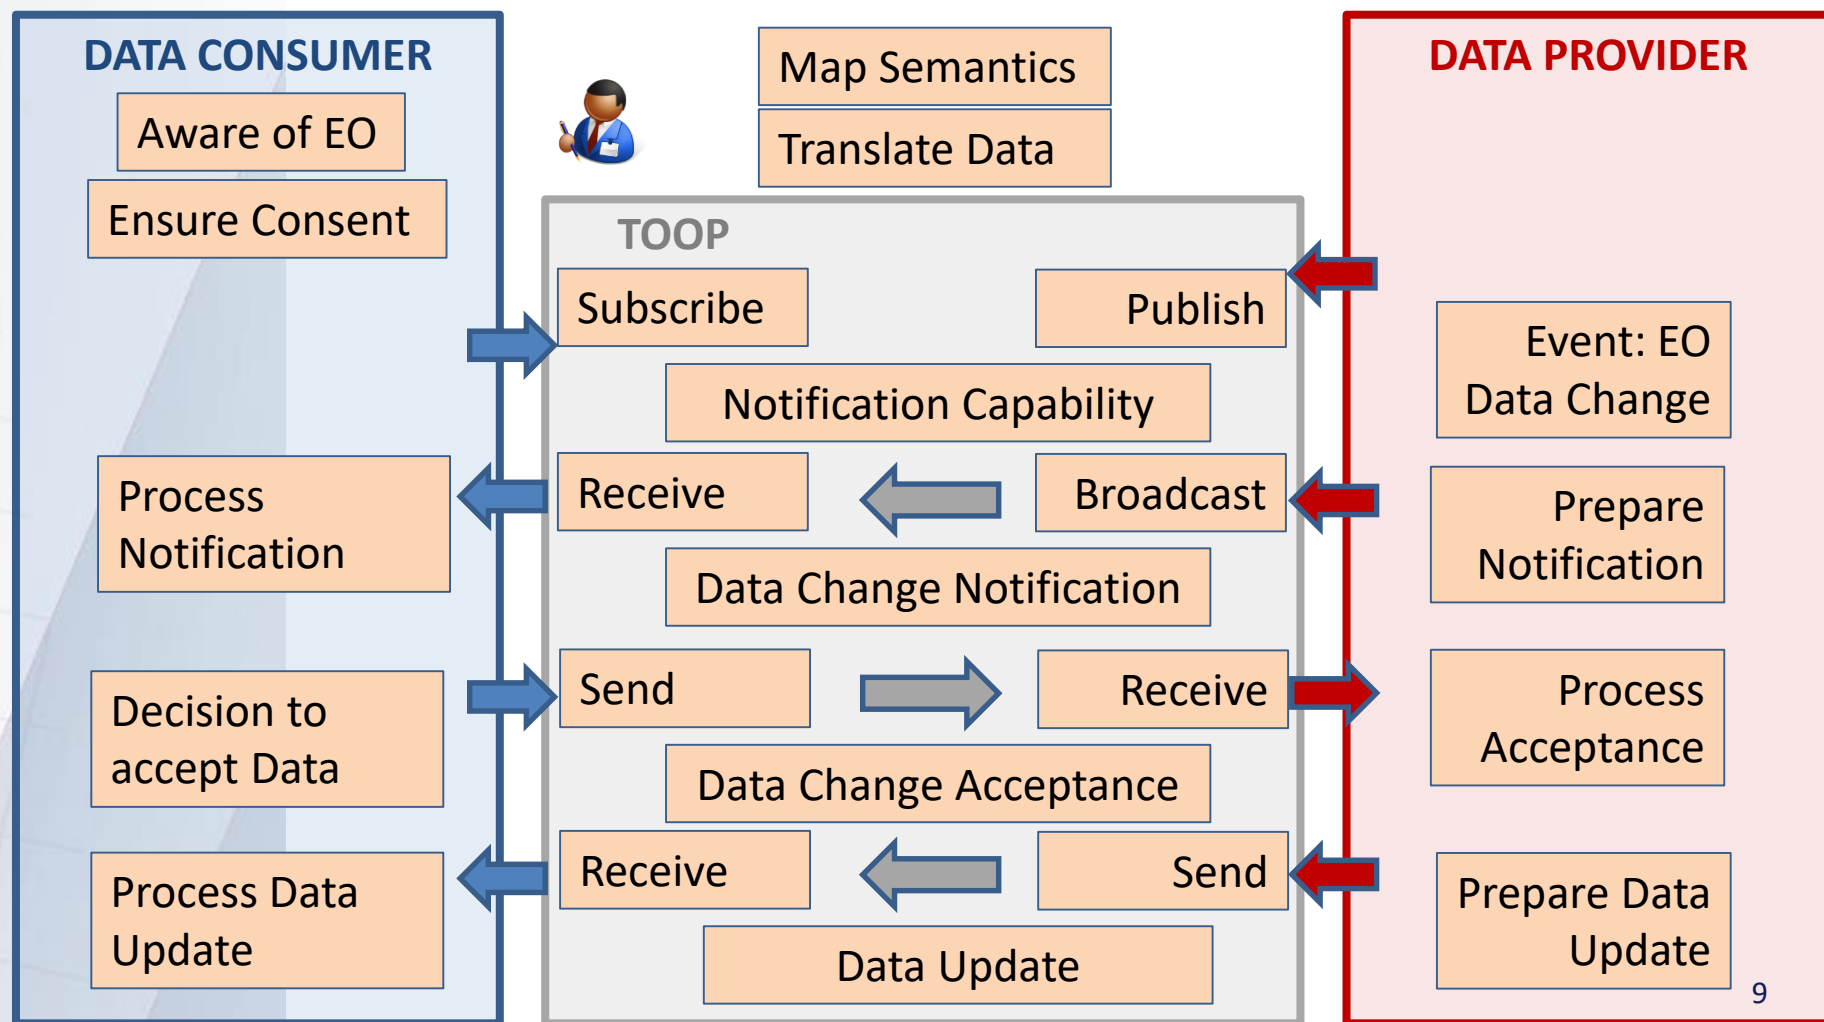 DATA CONSUMER
Aware of EO
Ensure Consent
Process
Notification
Decision to
accept Data
Process Data
Update
Map Semantics
Translate Data
TOOP
Subscribe
Publish
Notification Capability
Receive
Broadcast
Data Change Notification
Send
Receive
Data Change Acceptance
Receive
Send
Data Update
DATA PROVIDER
Event: EO
Data Change
Prepare
Notification
Process
Acceptance
Prepare Data
Update
9